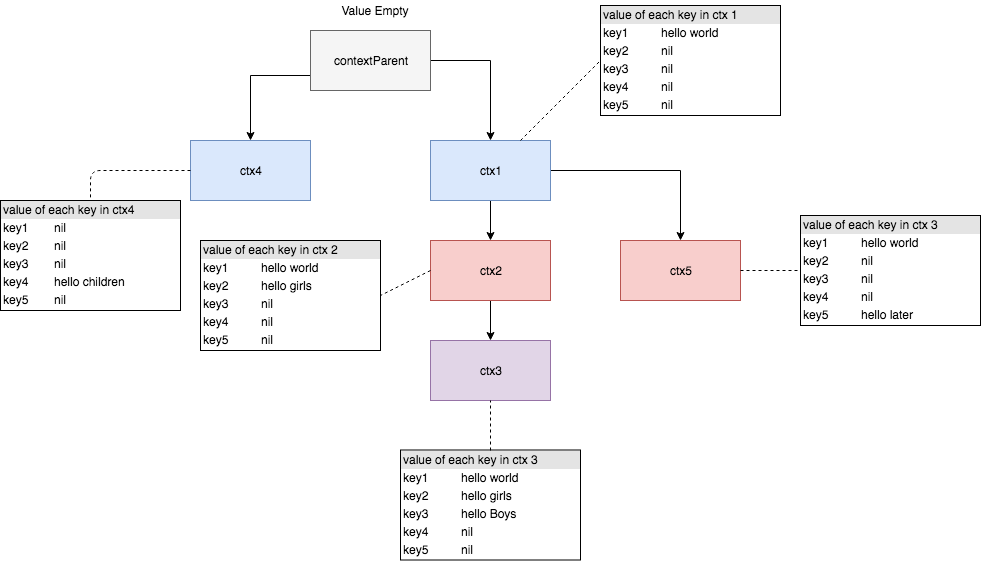 Value Empty
contextParent
value of each key in ctx 1
key1 hello world
key2 nil
key3 nil
key4 nil
key5 nil
ctx4
ctx1
value of each key in ctx4
key1 nil
key2 nil
key3 nil
key4 hello children
key5 nil
value of each key in ctx 2
key1 hello world
key2 hello girls
key3 nil
key4 nil
key5 nil
ctx2
ctx5
value of each key in ctx 3
key1 hello world
key2 nil
key3 nil
key4 nil
key5 hello later
ctx3
value of each key in ctx 3
key1 hello world
key2 hello girls
key3 hello Boys
key4 nil
key5 nil